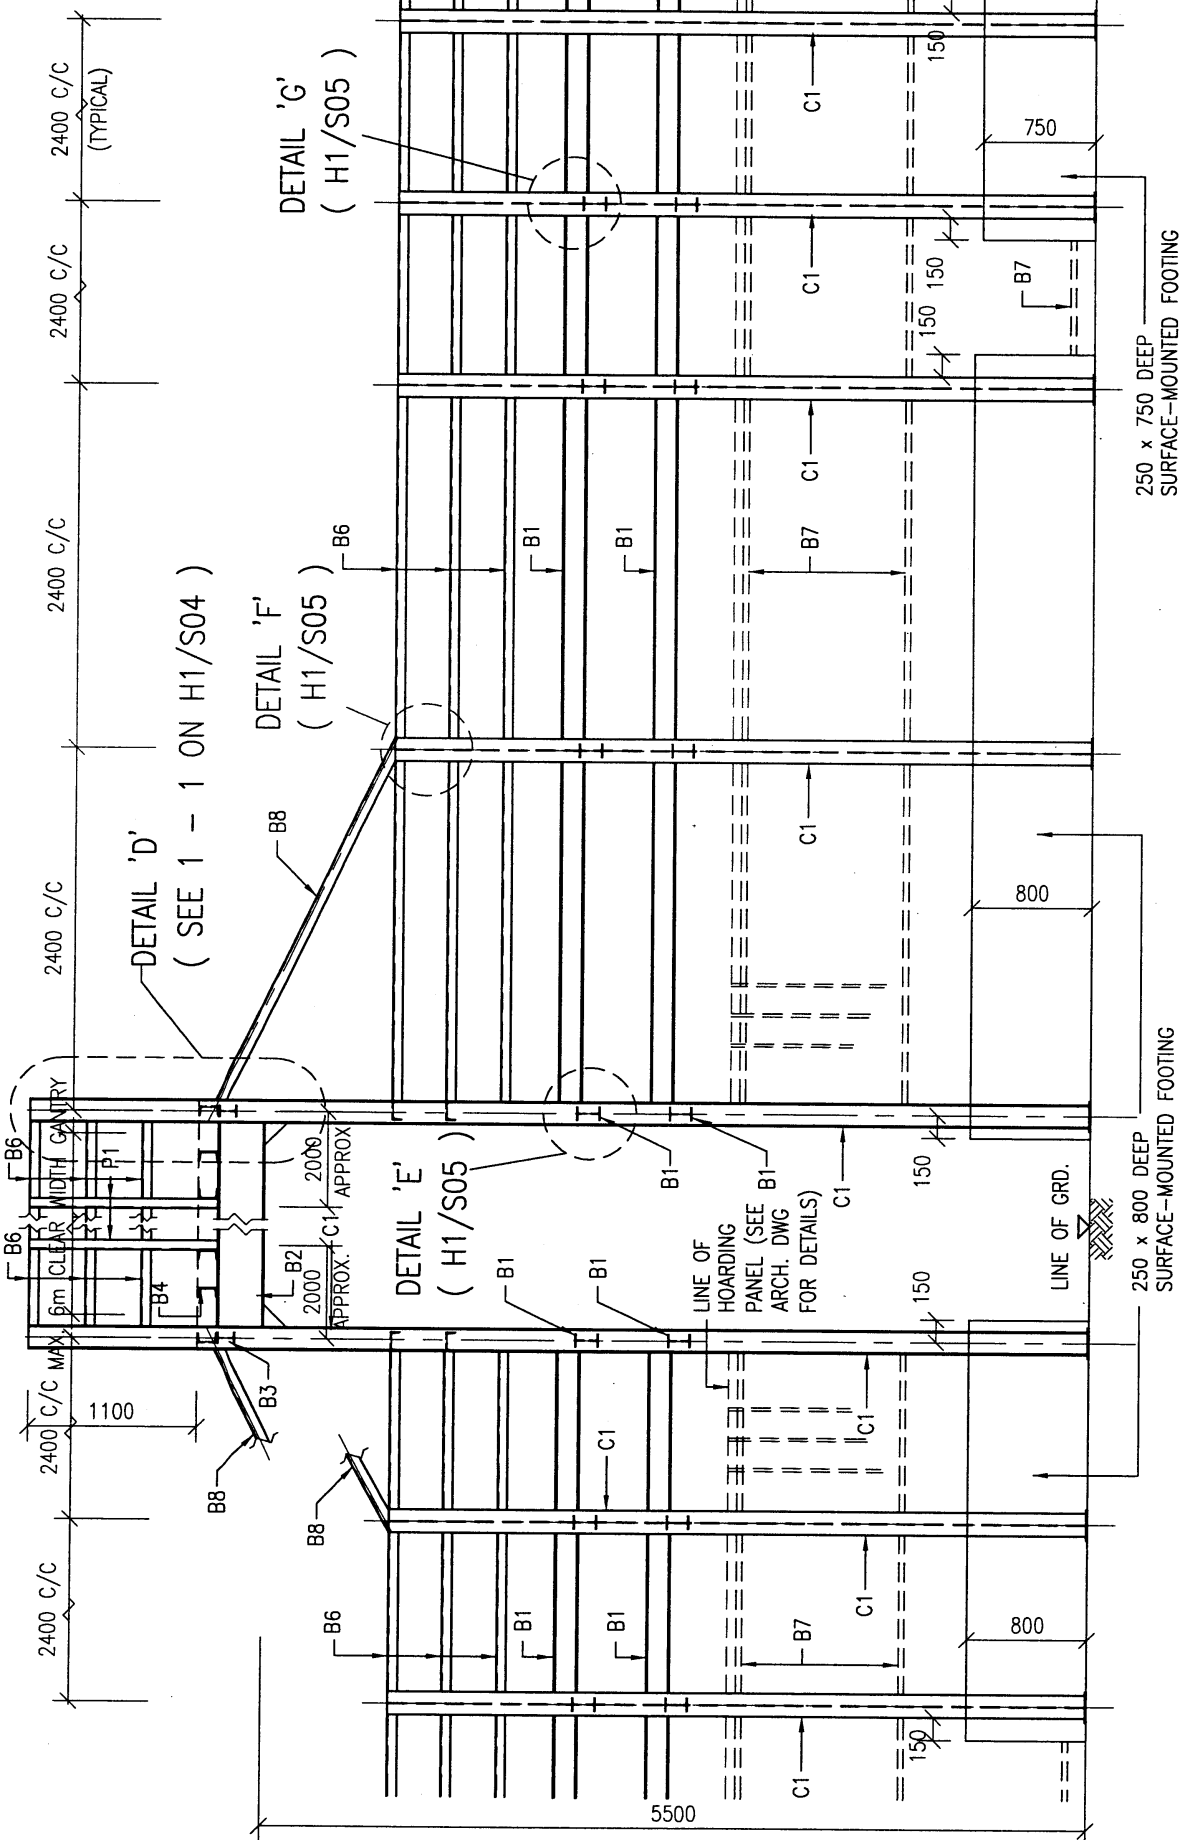 2400 C/C
2400 C/C
MAX 6m CLEAR WIDTH GANTRY
2400 C/C
2400 C/C
2400 C/C
2400 C/C
(TYPICAL)
B6
B6
P1
1100
B4
B3
B2
2000
APPROX.
C1
2000
APPROX
B8
B8
B8
DETAIL 'D'
( SEE 1 - 1 ON H1/S04 )
DETAIL 'F'
( H1/S05 )
DETAIL 'G'
( H1/S05 )
DETAIL 'E'
( H1/S05 )
B6
B1
B1
B7
C1
B1
B1
B1
B1
B6
B1
B1
B7
LINE OF
HOARDING
PANEL (SEE
ARCH. DWG
FOR DETAILS)
C1
C1
C1
C1
C1
C1
C1
C1
5500
150
800
150
150
800
150
150
B7
750
150
LINE OF GRD.
250 x 800 DEEP
SURFACE-MOUNTED FOOTING
250 x 750 DEEP
SURFACE-MOUNTED FOOTING